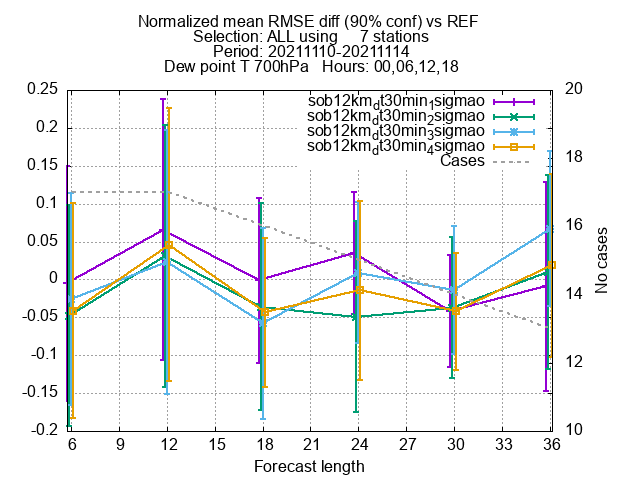 Normalized mean RMSE diff (90% conf) vs REF
Selection: ALL using 7 stations
Period: 20211110-20211114
Dew point T 700hPa Hours: 00,06,12,18
0.25 20
sob12km_dt30min_1sigmao
0.2
sob12km_dt30min_2sigmao
sob12km_dt30min_3sigmao
sob12km_dt30min_4sigmao
Cases
18
0.15
0.1
16
0.05
No cases
0
14
-0.05
-0.1
12
-0.15
-0.2 10
6 9 12 15 18 21 24 27 30 33 36
Forecast length